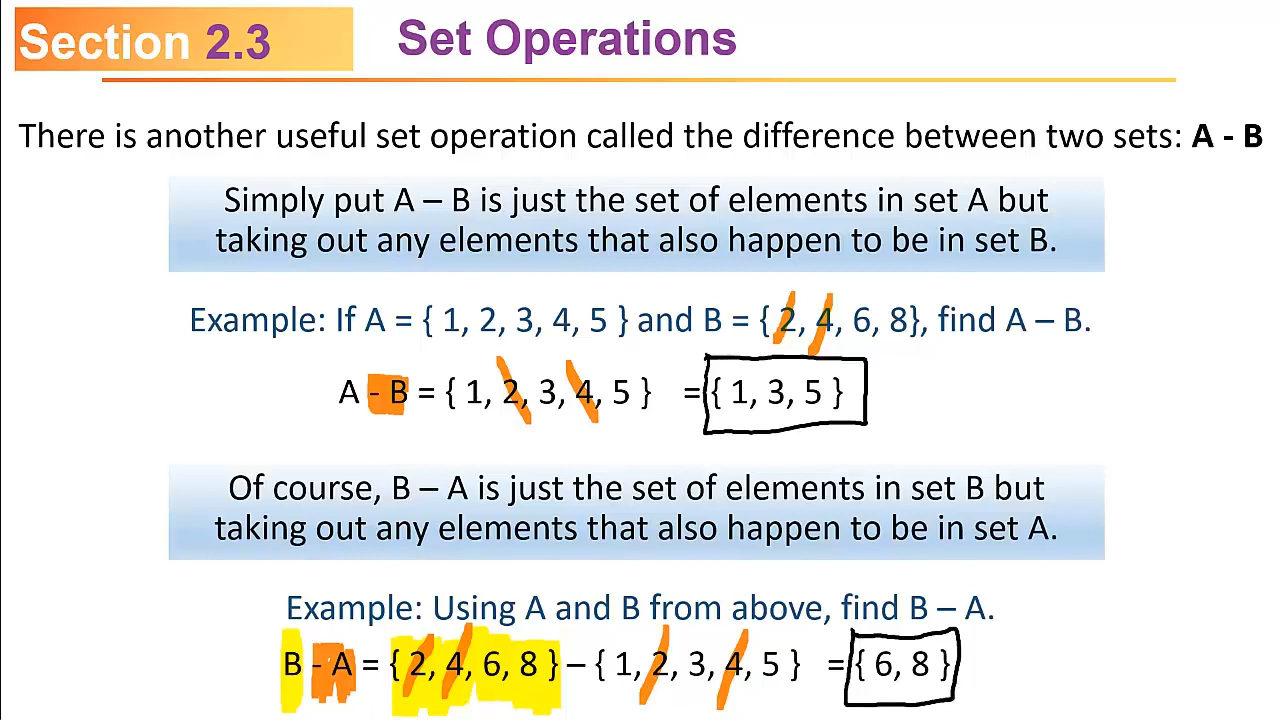 Section 2.3 Set Operations
There is another useful set operation called the difference between two sets: A - B
Simply put A – B is just the set of elements in set A but
taking out any elements that also happen to be in set B.
Example: If A = { 1, 2, 3, 4, 5 } and B = { 2, 4, 6, 8}, find A – B.
A - B = { 1, 2, 3, 4, 5 } = { 1, 3, 5 }
Of course, B – A is just the set of elements in set B but
taking out any elements that also happen to be in set A.
Example: Using A and B from above, find B – A.
B - A = { 2, 4, 6, 8 } – { 1, 2, 3, 4, 5 } = { 6, 8 }